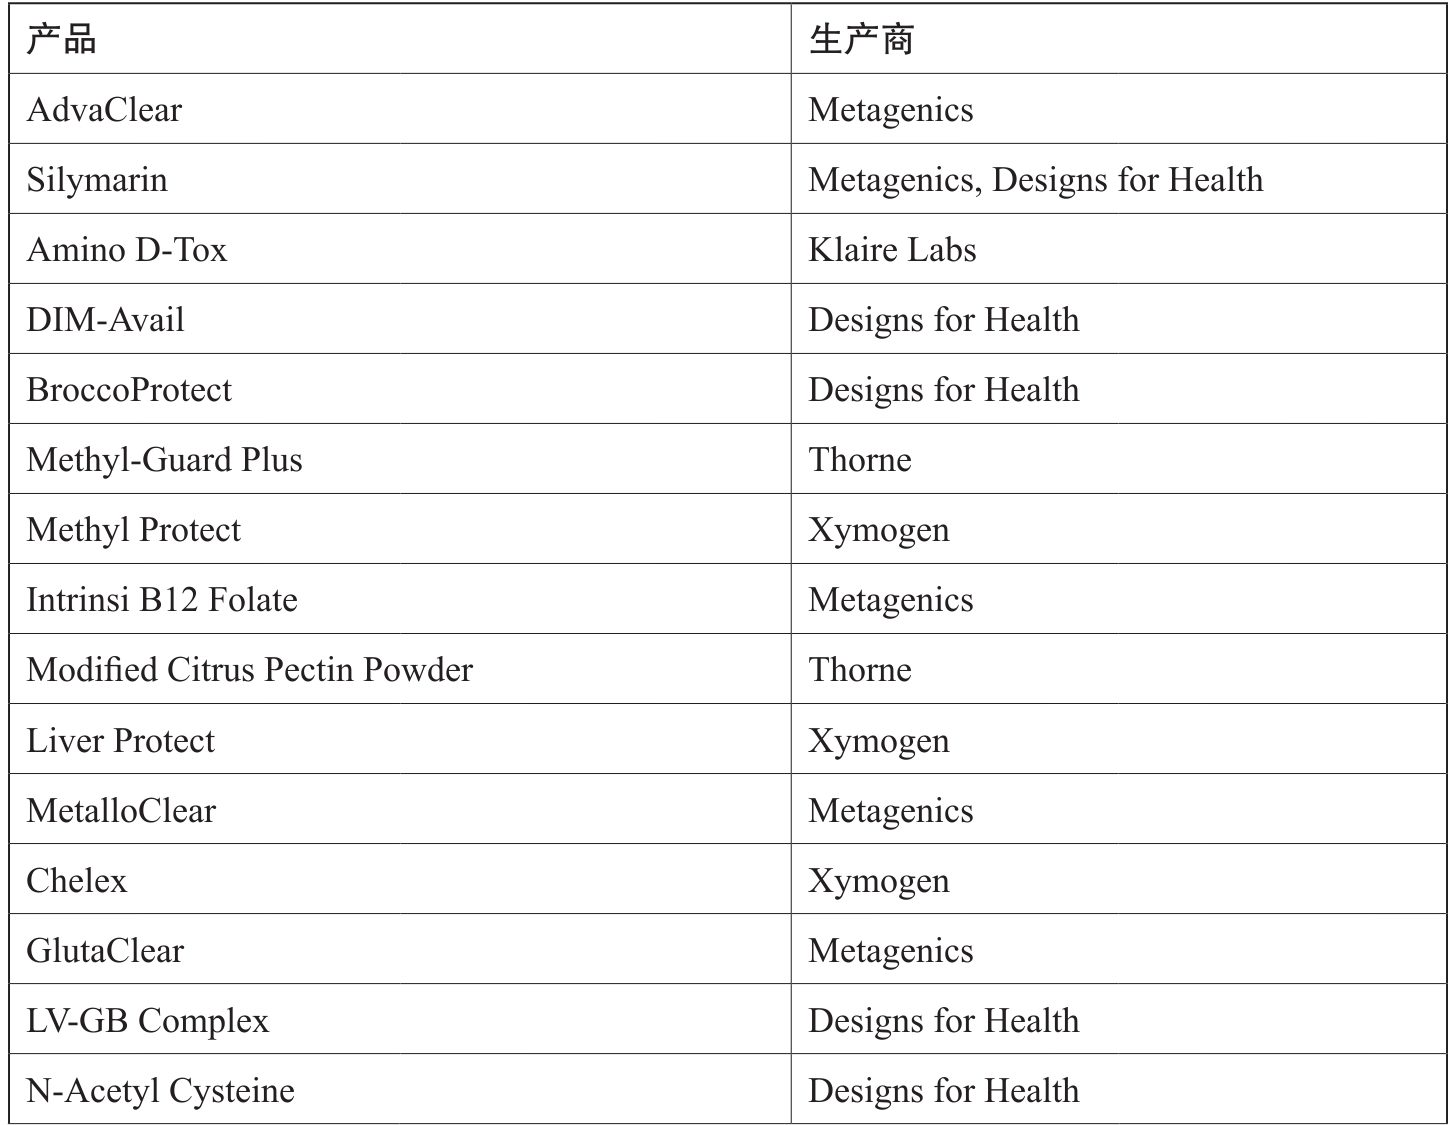 产品 生产商
AdvaClear Metagenics
Silymarin Metagenics, Designs for Health
Amino D-Tox Klaire Labs
DIM-Avail Designs for Health
BroccoProtect Designs for Health
Methyl-Guard Plus Thorne
Methyl Protect Xymogen
Intrinsi B12 Folate Metagenics
Modified Citrus Pectin Powder Thorne
Liver Protect Xymogen
MetalloClear Metagenics
Chelex Xymogen
GlutaClear Metagenics
LV-GB Complex Designs for Health
N-Acetyl Cysteine Designs for Health